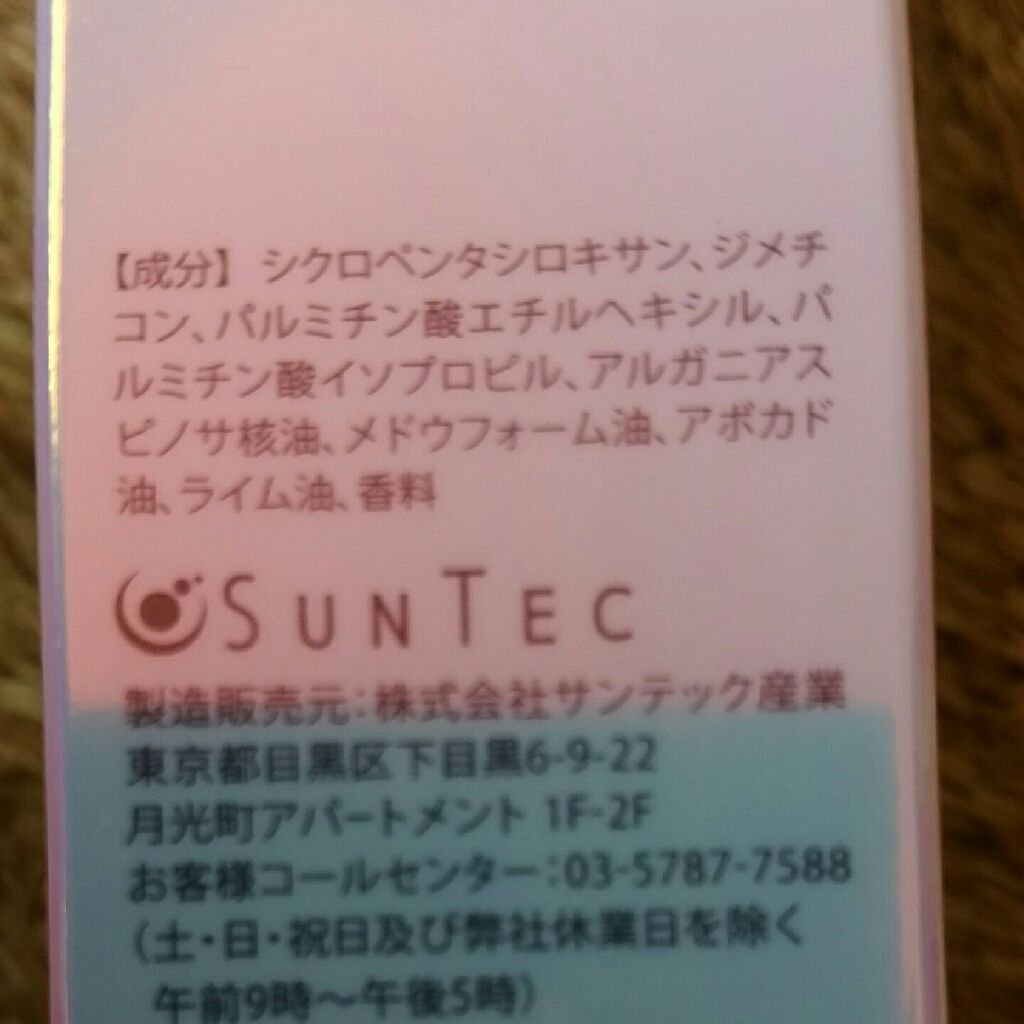 【成分】 シクロペンタシロキサン、ジメチ
コン、パルミチン酸エチルヘキシル、パ
ルミチン酸イソプロピル、アルガニアス
ピノサ核油、メドウフォーム油、アボカド
油、ライム油、香料
SUNTEC
製造販売元：株式会社サンテック産業
東京都目黒区下目黒6-9-22
月光町アパートメント 1F-2F
お客様コールセンター：03-5787-7588
（土・日・祝日及び弊社休業日を除く
午前9時～午後5時）